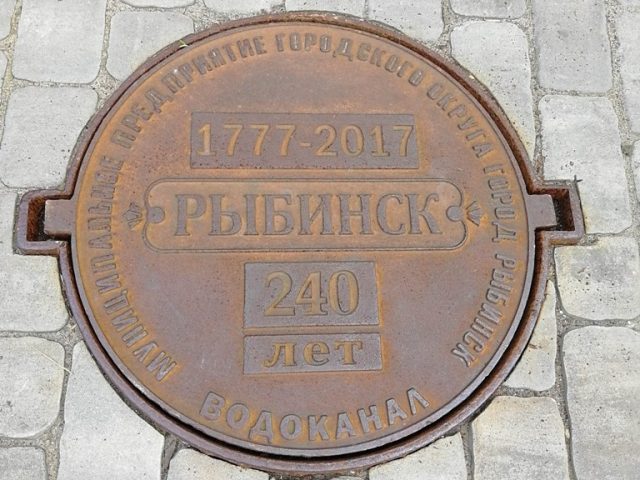 МУНИЦИПАЛЬНОЕ ПРЕДПРИЯТИЕ ГОРОДСКОГО ОКРУГА ГОРОД РЫБИНСК
1777-2017
РЫБИНСК
240
лет
ВОДОКАНАЛ